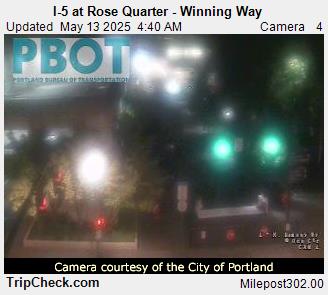 I-5 at Rose Quarter - Winning Way
Updated May 13 2025 4:40 AM Camera 4
PBOT
PORTLAND BUREAU OF TRANSPORTATION
Camera courtesy of the City of Portland
TripCheck.com Milepost302.00